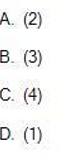 A. (2)
B. (3)
C. (4)
D. (1)